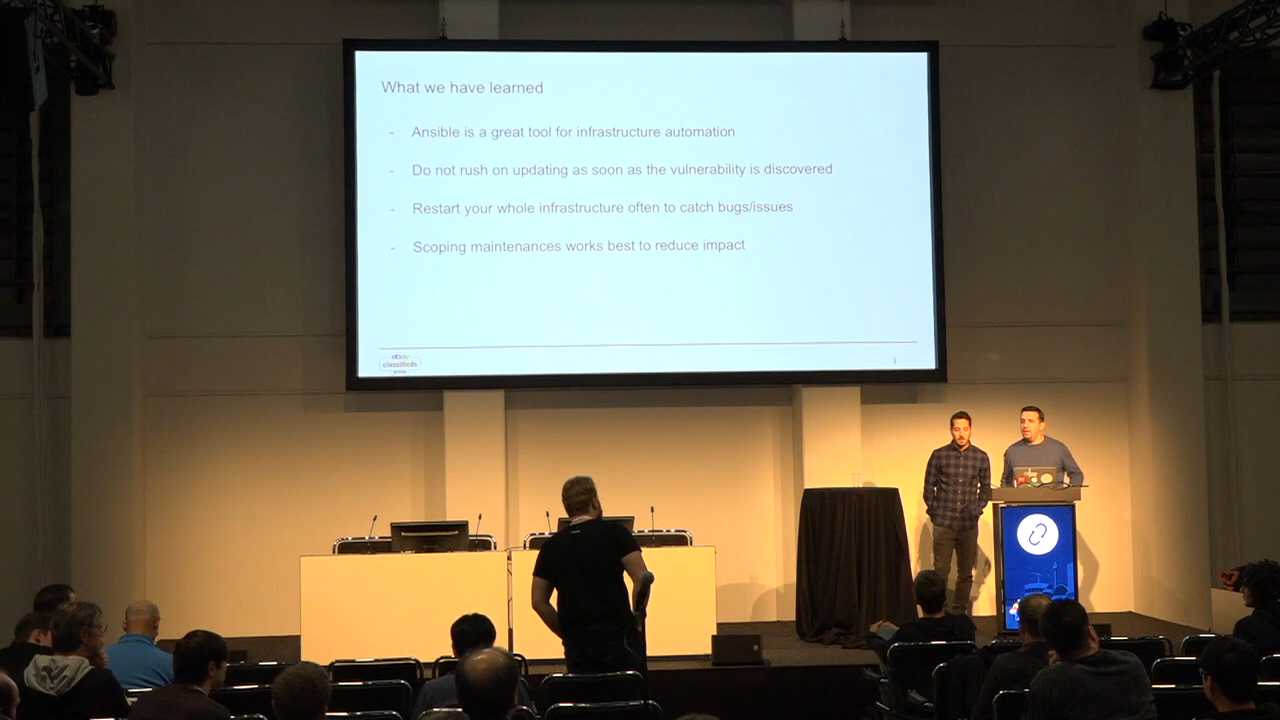 What we have learned
- Ansible is a great tool for infrastructure automation
- Do not rush on updating as soon as the vulnerability is discovered
- Restart your whole infrastructure often to catch bugs/issues
- Scoping maintenances works best to reduce impact
ebay
classifieds
group